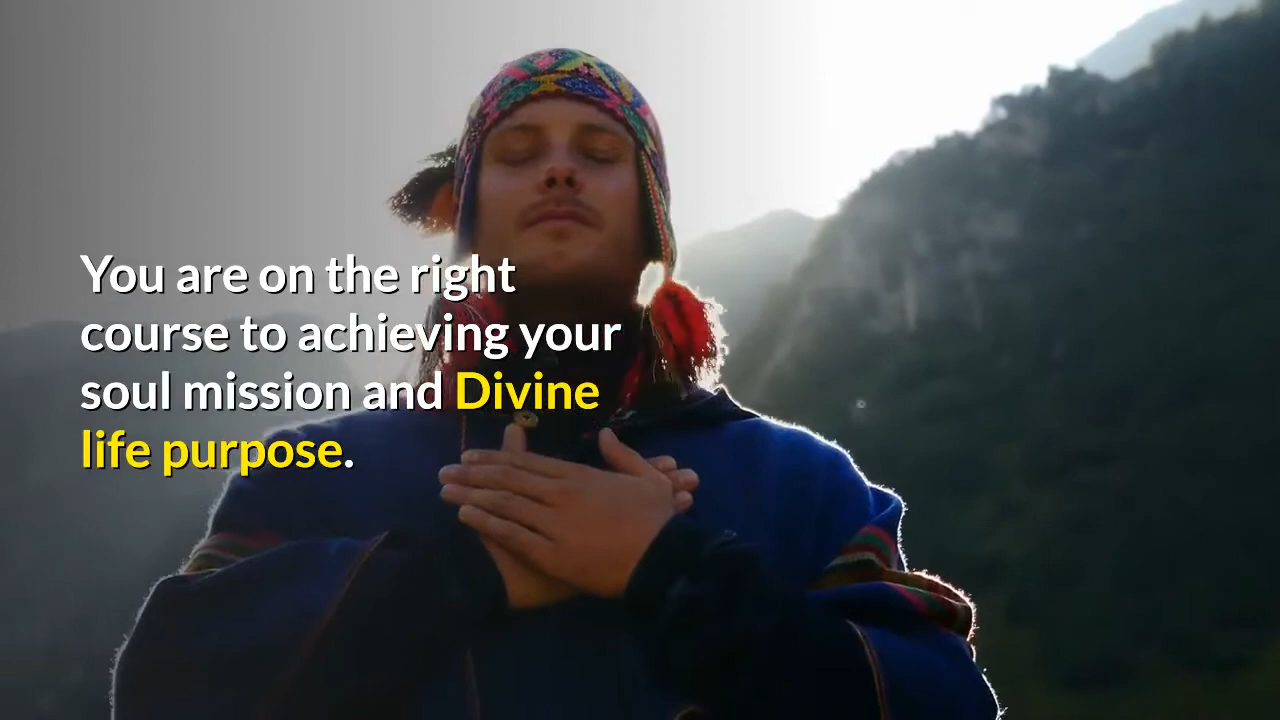 You are on the right
course to achieving your
soul mission and Divine
life purpose.